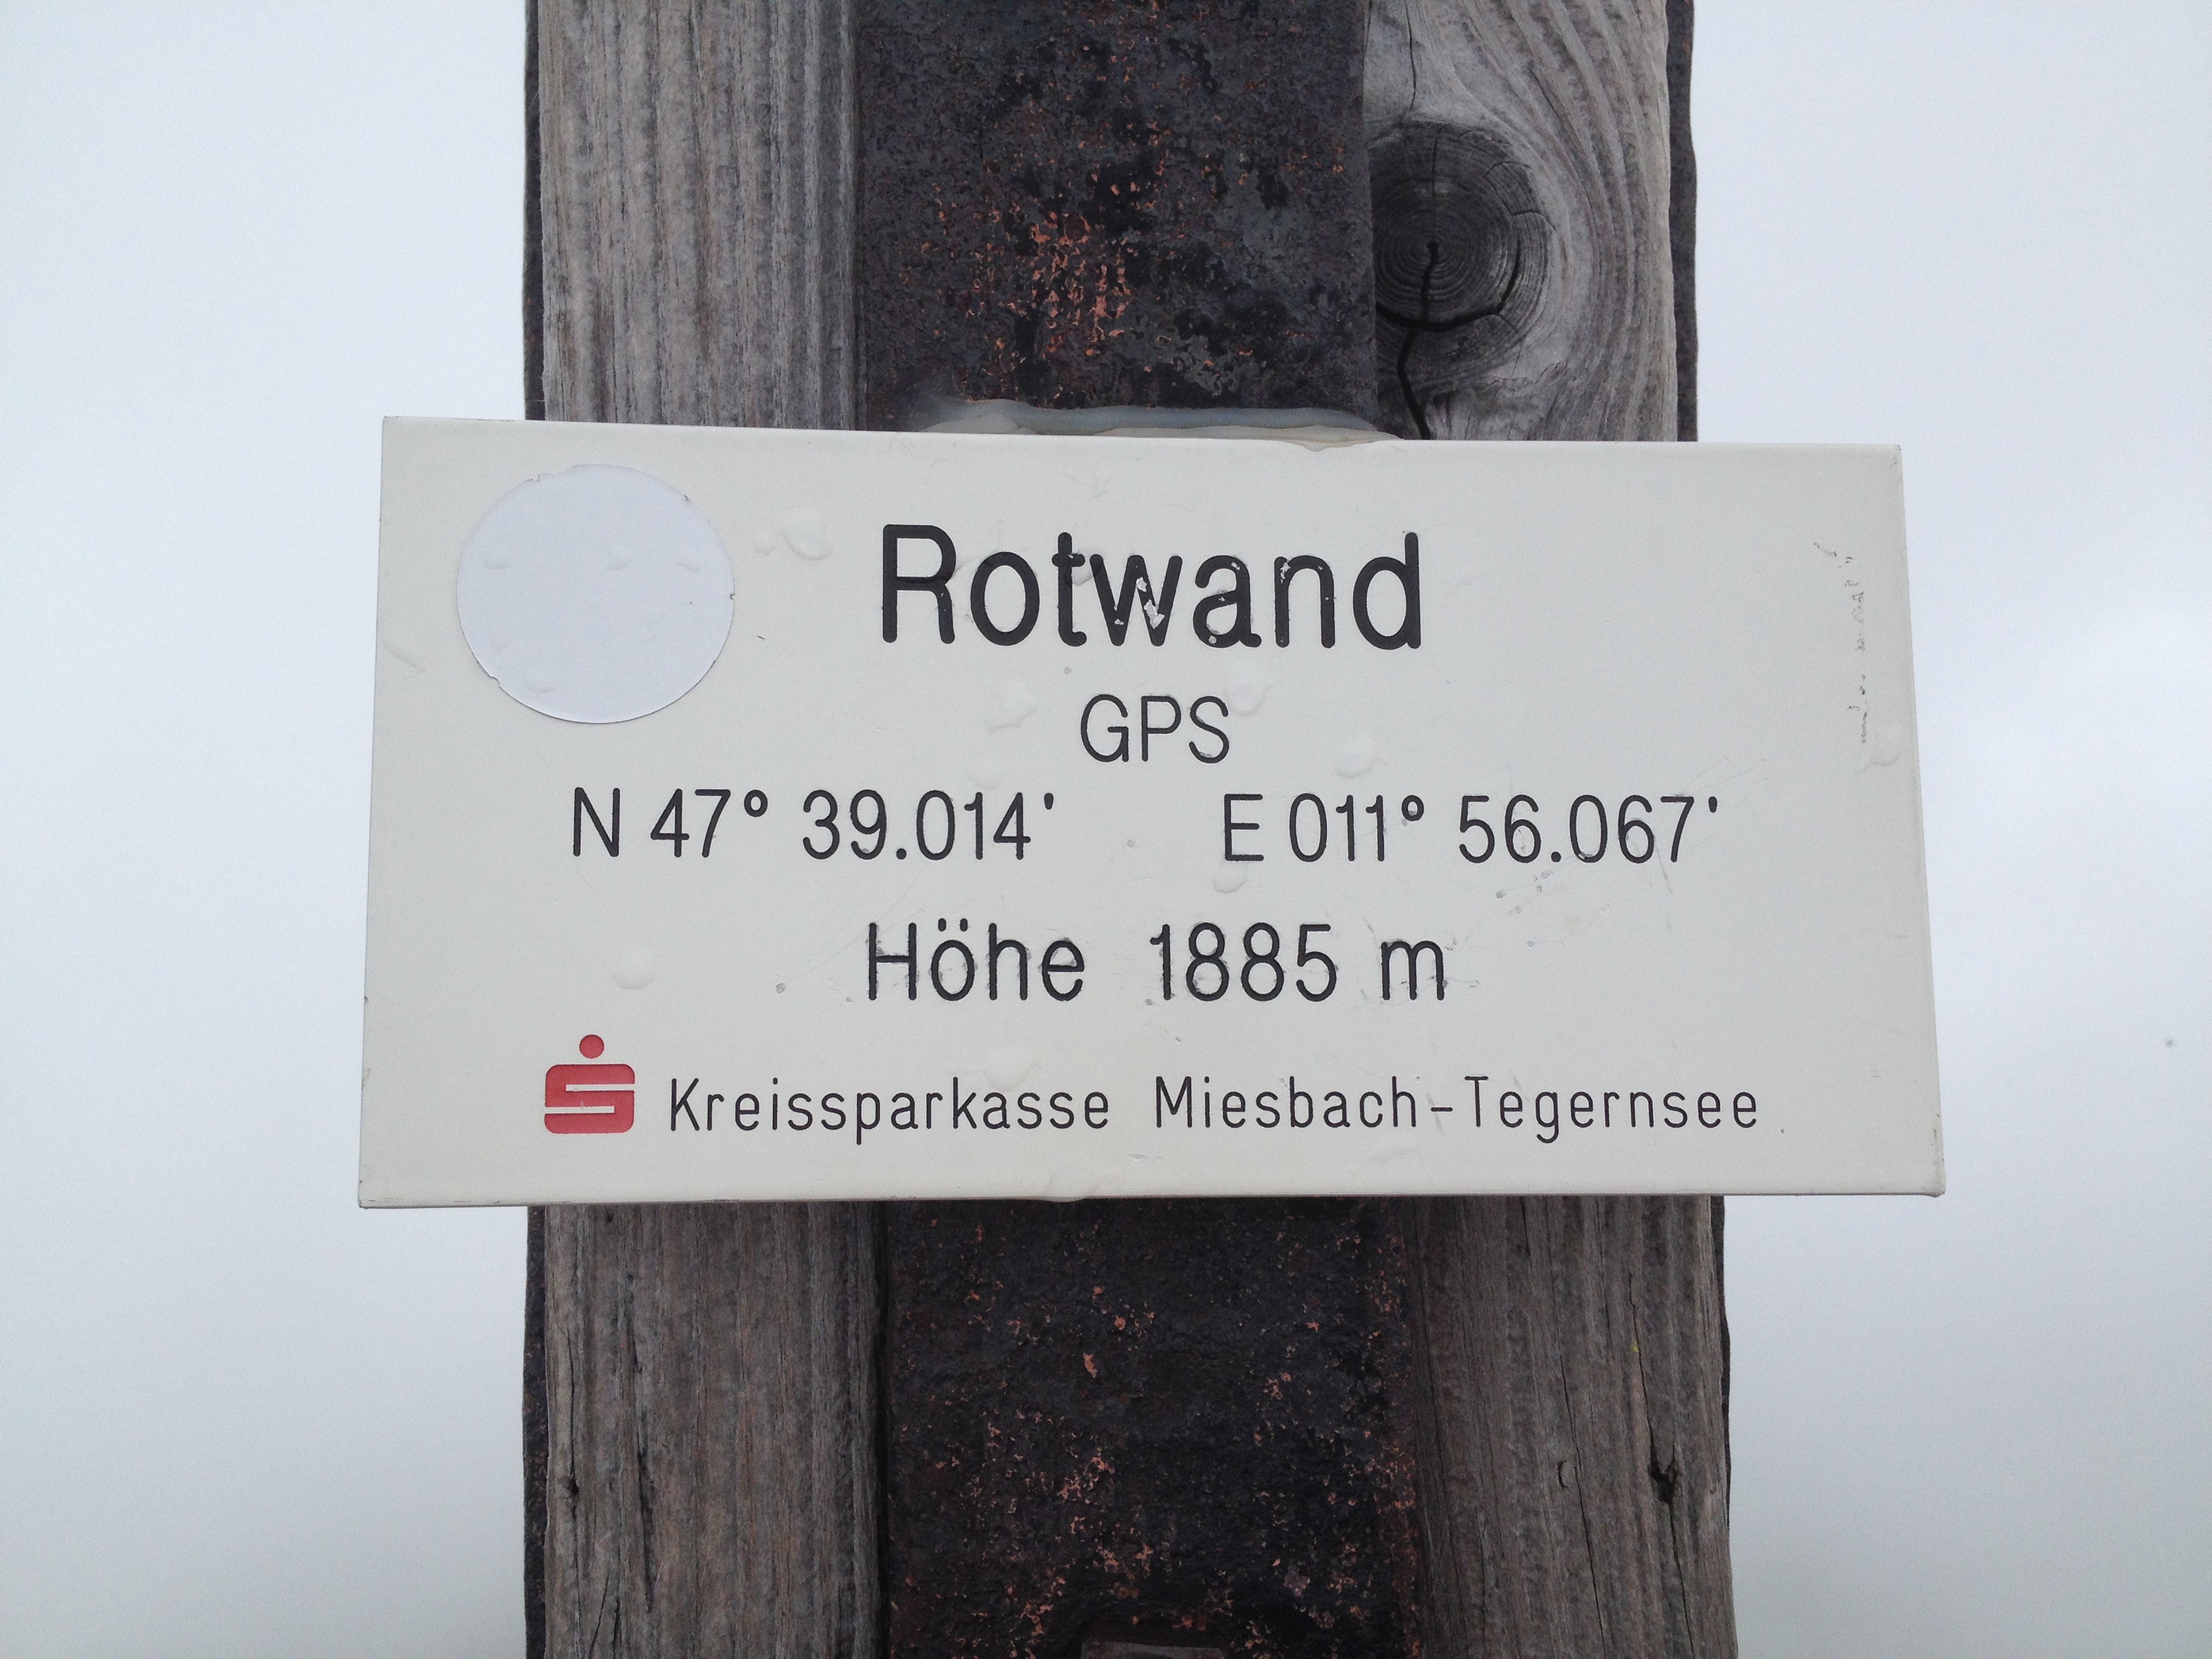 Rotwand
GPS
N 47° 39.014' E 011° 56.067'
Höhe 1885 m
Kreissparkasse Miesbach-Tegernsee